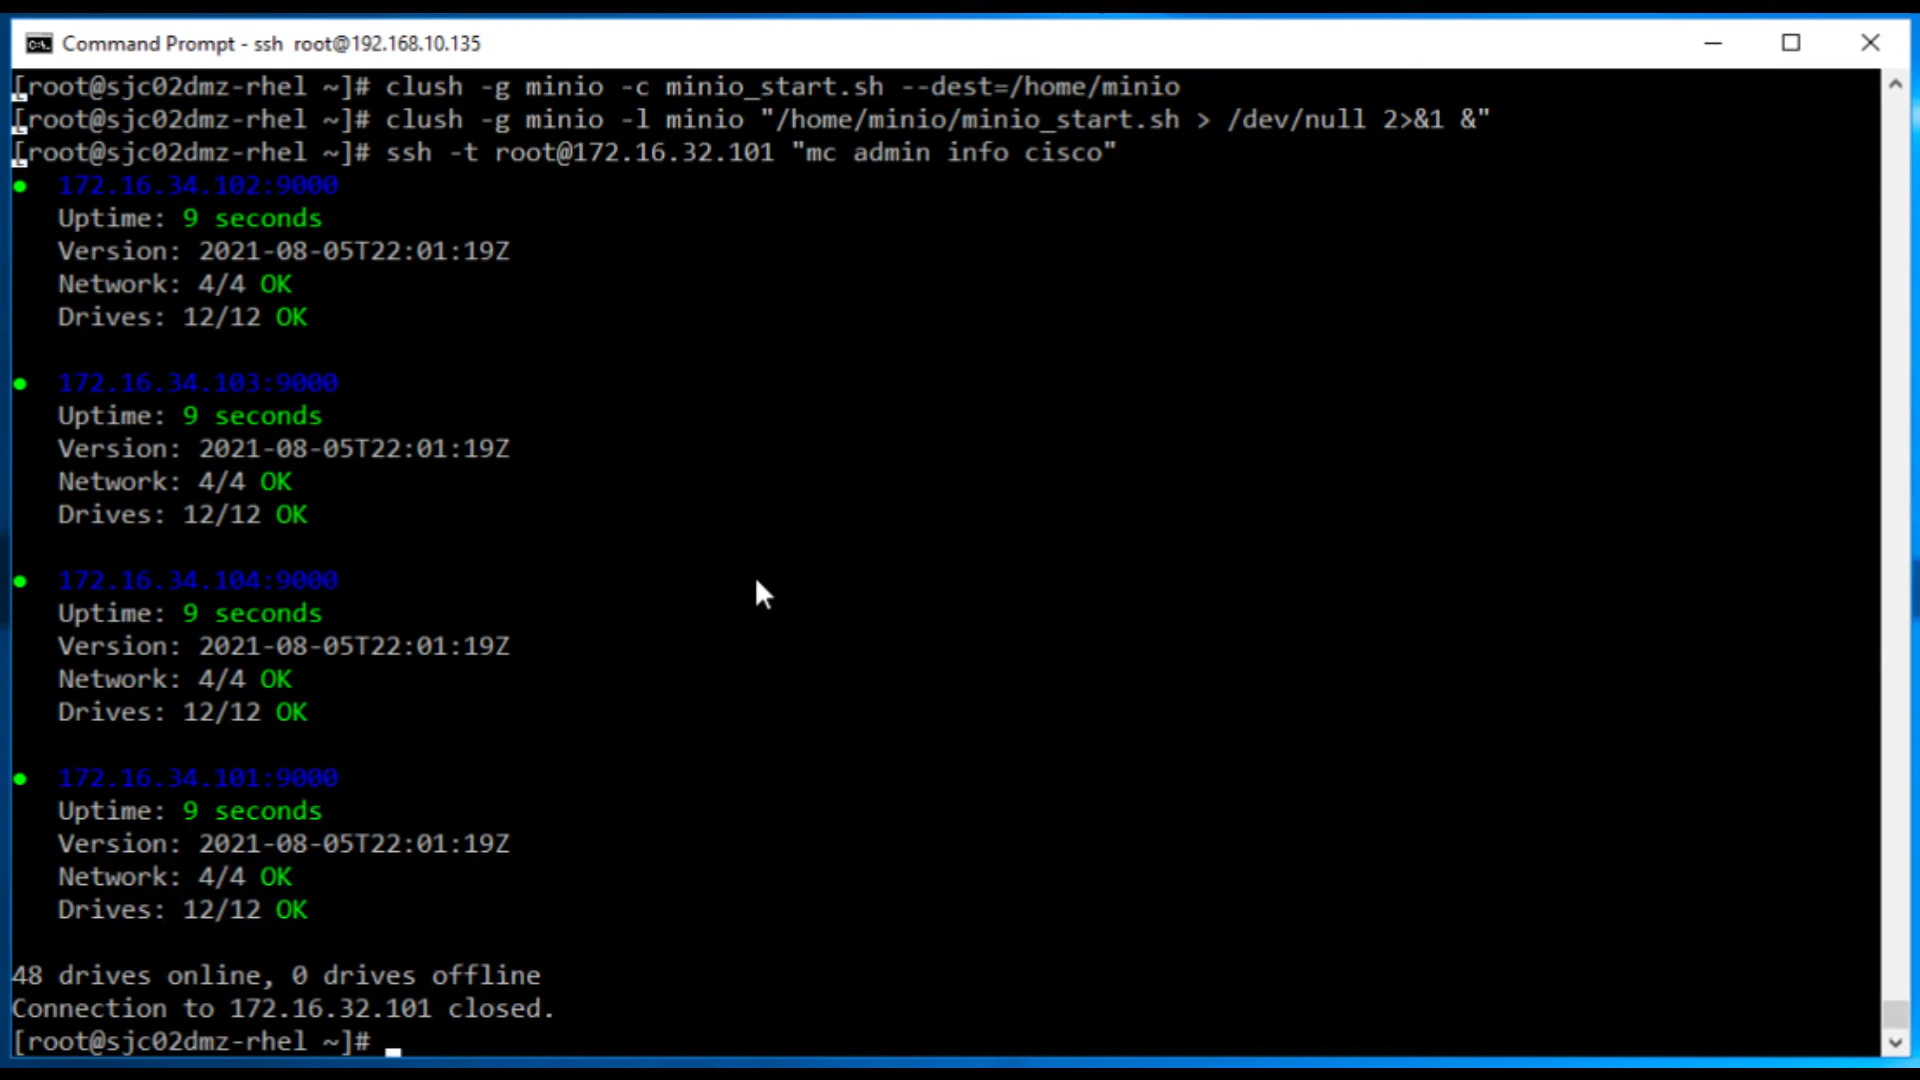 Command Prompt - ssh root@192.168.10.135
[root@sjc02dmz-rhel ~]# clush -g minio -c minio_start.sh --dest=/home/minio
[root@sjc02dmz-rhel ~]# clush -g minio -l minio "/home/minio/minio_start.sh > /dev/null 2>&1 &"
[root@sjc02dmz-rhel ~]# ssh -t root@172.16.32.101 "mc admin info cisco"
● 172.16.34.102:9000
Uptime: 9 seconds
Version: 2021-08-05T22:01:19Z
Network: 4/4 OK
Drives: 12/12 OK
● 172.16.34.103:9000
Uptime: 9 seconds
Version: 2021-08-05T22:01:19Z
Network: 4/4 OK
Drives: 12/12 OK
● 172.16.34.104:9000
Uptime: 9 seconds
Version: 2021-08-05T22:01:19Z
Network: 4/4 OK
Drives: 12/12 OK
● 172.16.34.101:9000
Uptime: 9 seconds
Version: 2021-08-05T22:01:19Z
Network: 4/4 OK
Drives: 12/12 OK
48 drives online, 0 drives offline
Connection to 172.16.32.101 closed.
[root@sjc02dmz-rhel ~]#